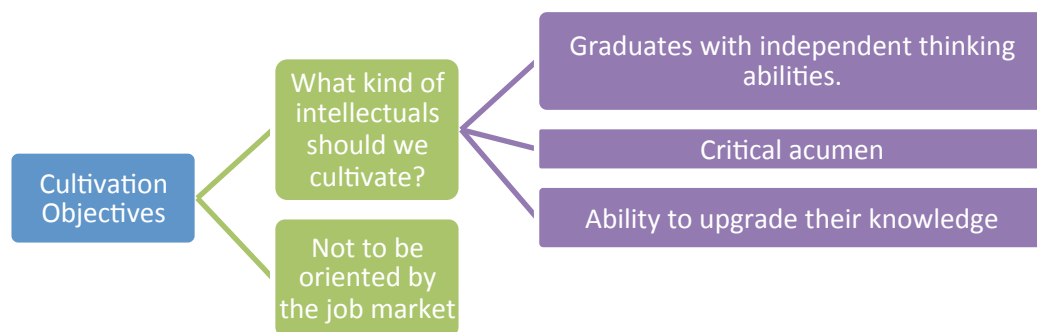 Cultivation
Objectives
What kind of
intellectuals
should we
cultivate?
Not to be
oriented by
the job market
Graduates with independent thinking
abilities.
Critical acumen
Ability to upgrade their knowledge